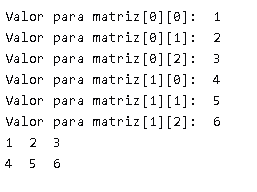 Valor para matriz[0][0]: 1
Valor para matriz[0][1]: 2
Valor para matriz[0][2]: 3
Valor para matriz[1][0]: 4
Valor para matriz[1][1]: 5
Valor para matriz[1][2]: 6
1 2 3
4 5 6